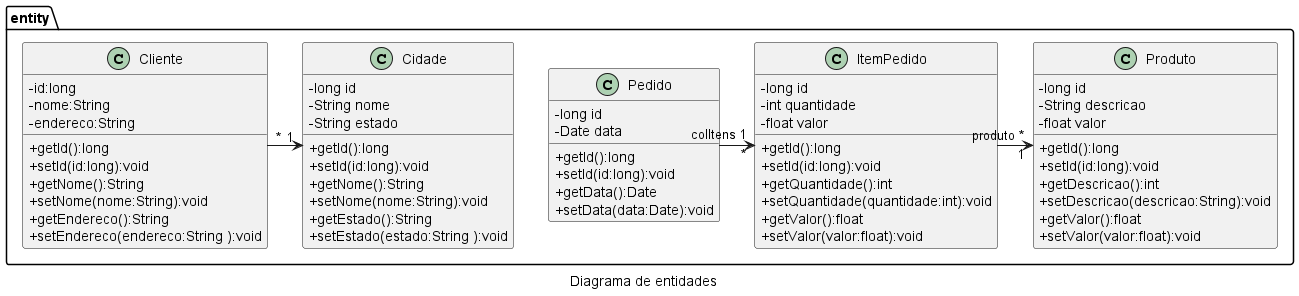 entity
C Cliente
-id:long
-nome:String
-endereco:String
+getId():long
+setId(id:long):void
+getNome():String
+setNome(nome:String):void
+getEndereco():String
+setEndereco(endereco:String ):void
* 1
C Cidade
-long id
-String nome
-String estado
+getId():long
+setId(id:long):void
+getNome():String
+setNome(nome:String):void
+getEstado():String
+setEstado(estado:String ):void
C Pedido
-long id
-Date data
+getId():long
+setId(id:long):void
+getData():Date
+setData(data:Date):void
colItens 1
*
C ItemPedido
-long id
-int quantidade
-float valor
+getId():long
+setId(id:long):void
+getQuantidade():int
+setQuantidade(quantidade:int):void
+getValor():float
+setValor(valor:float):void
produto *
1
C Produto
-long id
-String descricao
-float valor
+getId():long
+setId(id:long):void
+getDescricao():int
+setDescricao(descricao:String):void
+getValor():float
+setValor(valor:float):void
Diagrama de entidades